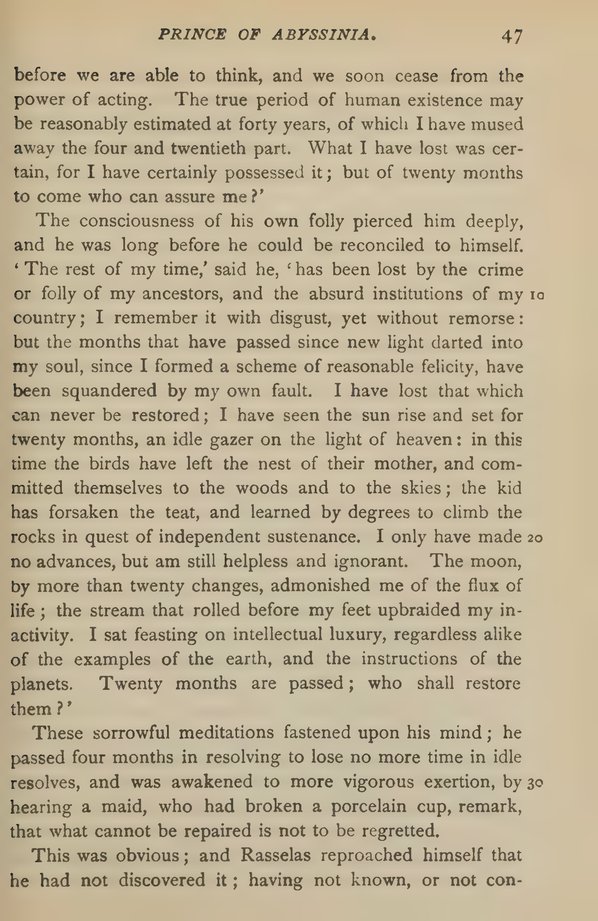 PRINCE OF ABYSSINIA. 47
before we are able to think, and we soon cease from the
power of acting. The true period of human existence may
be reasonably estimated at forty years, of which I have mused
away the four and twentieth part. What I have lost was cer-
tain, for I have certainly possessed it; but of twenty months
to come who can assure me?'
The consciousness of his own folly pierced him deeply,
and he was long before he could be reconciled to himself.
‘The rest of my time,’ said he, ‘has been lost by the crime
or folly of my ancestors, and the absurd institutions of my 10
country; I remember it with disgust, yet without remorse:
but the months that have passed since new light darted into
my soul, since I formed a scheme of reasonable felicity, have
been squandered by my own fault. I have lost that which
can never be restored; I have seen the sun rise and set for
twenty months, an idle gazer on the light of heaven: in this
time the birds have left the nest of their mother, and com-
mitted themselves to the woods and to the skies; the kid
has forsaken the teat, and learned by degrees to climb the
rocks in quest of independent sustenance. I only have made 20
no advances, but am still helpless and ignorant. The moon,
by more than twenty changes, admonished me of the flux of
life; the stream that rolled before my feet upbraided my in-
activity. I sat feasting on intellectual luxury, regardless alike
of the examples of the earth, and the instructions of the
planets. Twenty months are passed; who shall restore
them?’
These sorrowful meditations fastened upon his mind; he
passed four months in resolving to lose no more time in idle
resolves, and was awakened to more vigorous exertion, by 30
hearing a maid, who had broken a porcelain cup, remark,
that what cannot be repaired is not to be regretted.
This was obvious; and Rasselas reproached himself that
he had not discovered it; having not known, or not con-